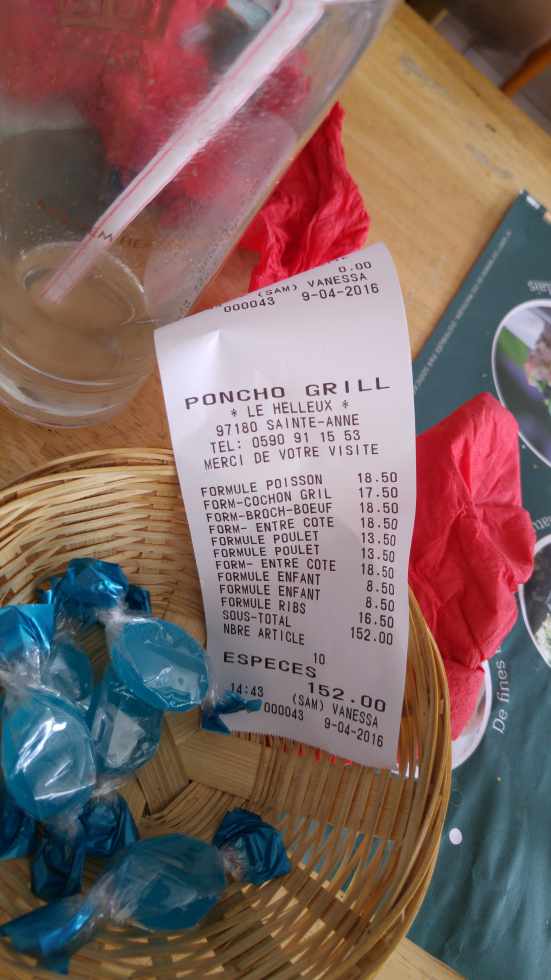 0.00
(SAM) VANESSA
000043 9-04-2016
PONCHO GRILL
* LE HELLEUX *
97180 SAINTE-ANNE
TEL: 0590 91 15 53
MERCI DE VOTRE VISITE
FORMULE POISSON 18.50
FORM-COCHON GRIL 17.50
FORM-BROCH-BOEUF 18.50
FORM- ENTRE COTE 18.50
FORMULE POULET 13.50
FORMULE POULET 13.50
FORM- ENTRE COTE 18.50
FORMULE ENFANT 8.50
FORMULE ENFANT 8.50
FORMULE RIBS 16.50
SOUS-TOTAL 152.00
NBRE ARTICLE
10
ESPECES 152.00
14:43 (SAM) VANESSA
000043 9-04-2016
De fines